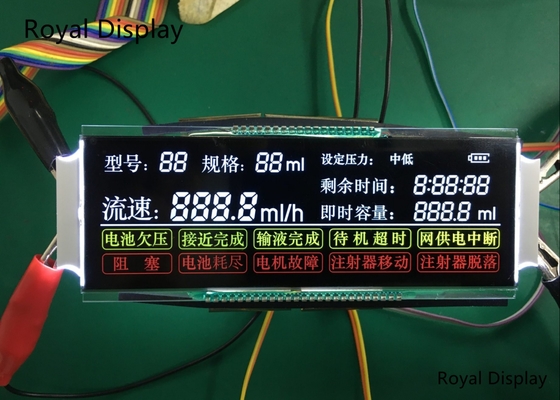 Royal Display
型号: 88 规格: 88 ml 设定压力: 中低
剩余时间: 8:88:88
流速: 888.8 ml/h 即时容量: 888.8 ml
电池欠压 接近完成 输液完成 待机超时 网供电中断
阻塞 电池耗尽 电机故障 注射器移动 注射器脱落
Royal Display